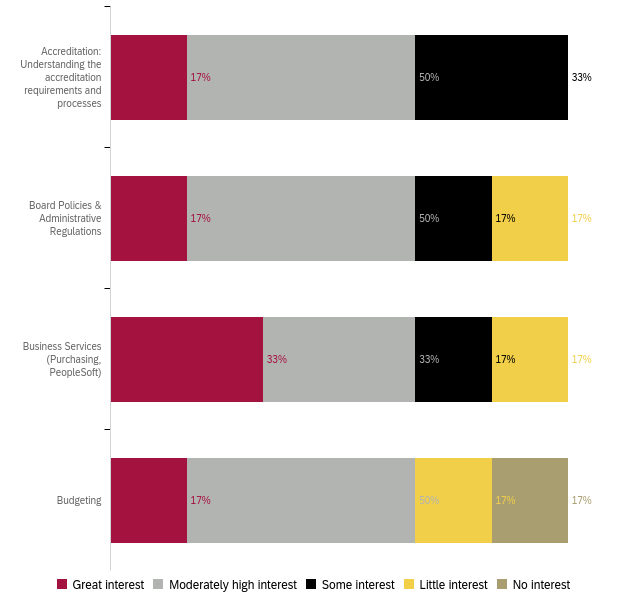 Accreditation:
Understanding the
accreditation
requirements and
processes
17%
50%
33%
Board Policies &
Administrative
Regulations
17%
50%
17%
17%
Business Services
(Purchasing,
PeopleSoft)
33%
33%
17%
17%
Budgeting
17%
50%
17%
17%
Great interest
Moderately high interest
Some interest
Little interest
No interest